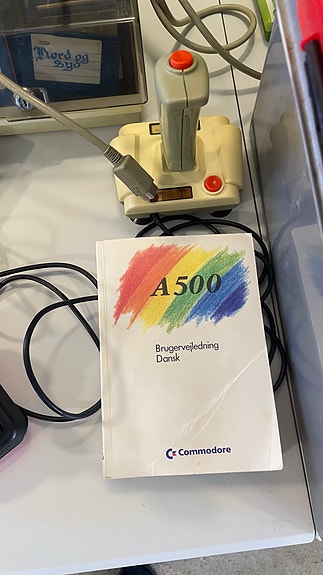 Nord og
Syd
A500
Brugervejledning
Dansk
Commodore